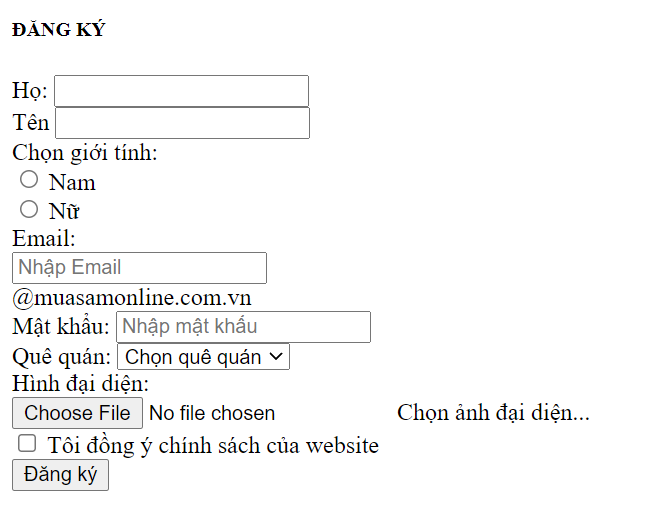 ĐĂNG KÝ
Họ:
Tên
Chọn giới tính:
Nam
Nữ
Email:
Nhập Email
@muasamonline.com.vn
Mật khẩu: Nhập mật khấu
Quê quán: Chọn quê quán
Hình đại diện:
Choose File No file chosen Chọn ảnh đại diện...
Tôi đồng ý chính sách của website
Đăng ký